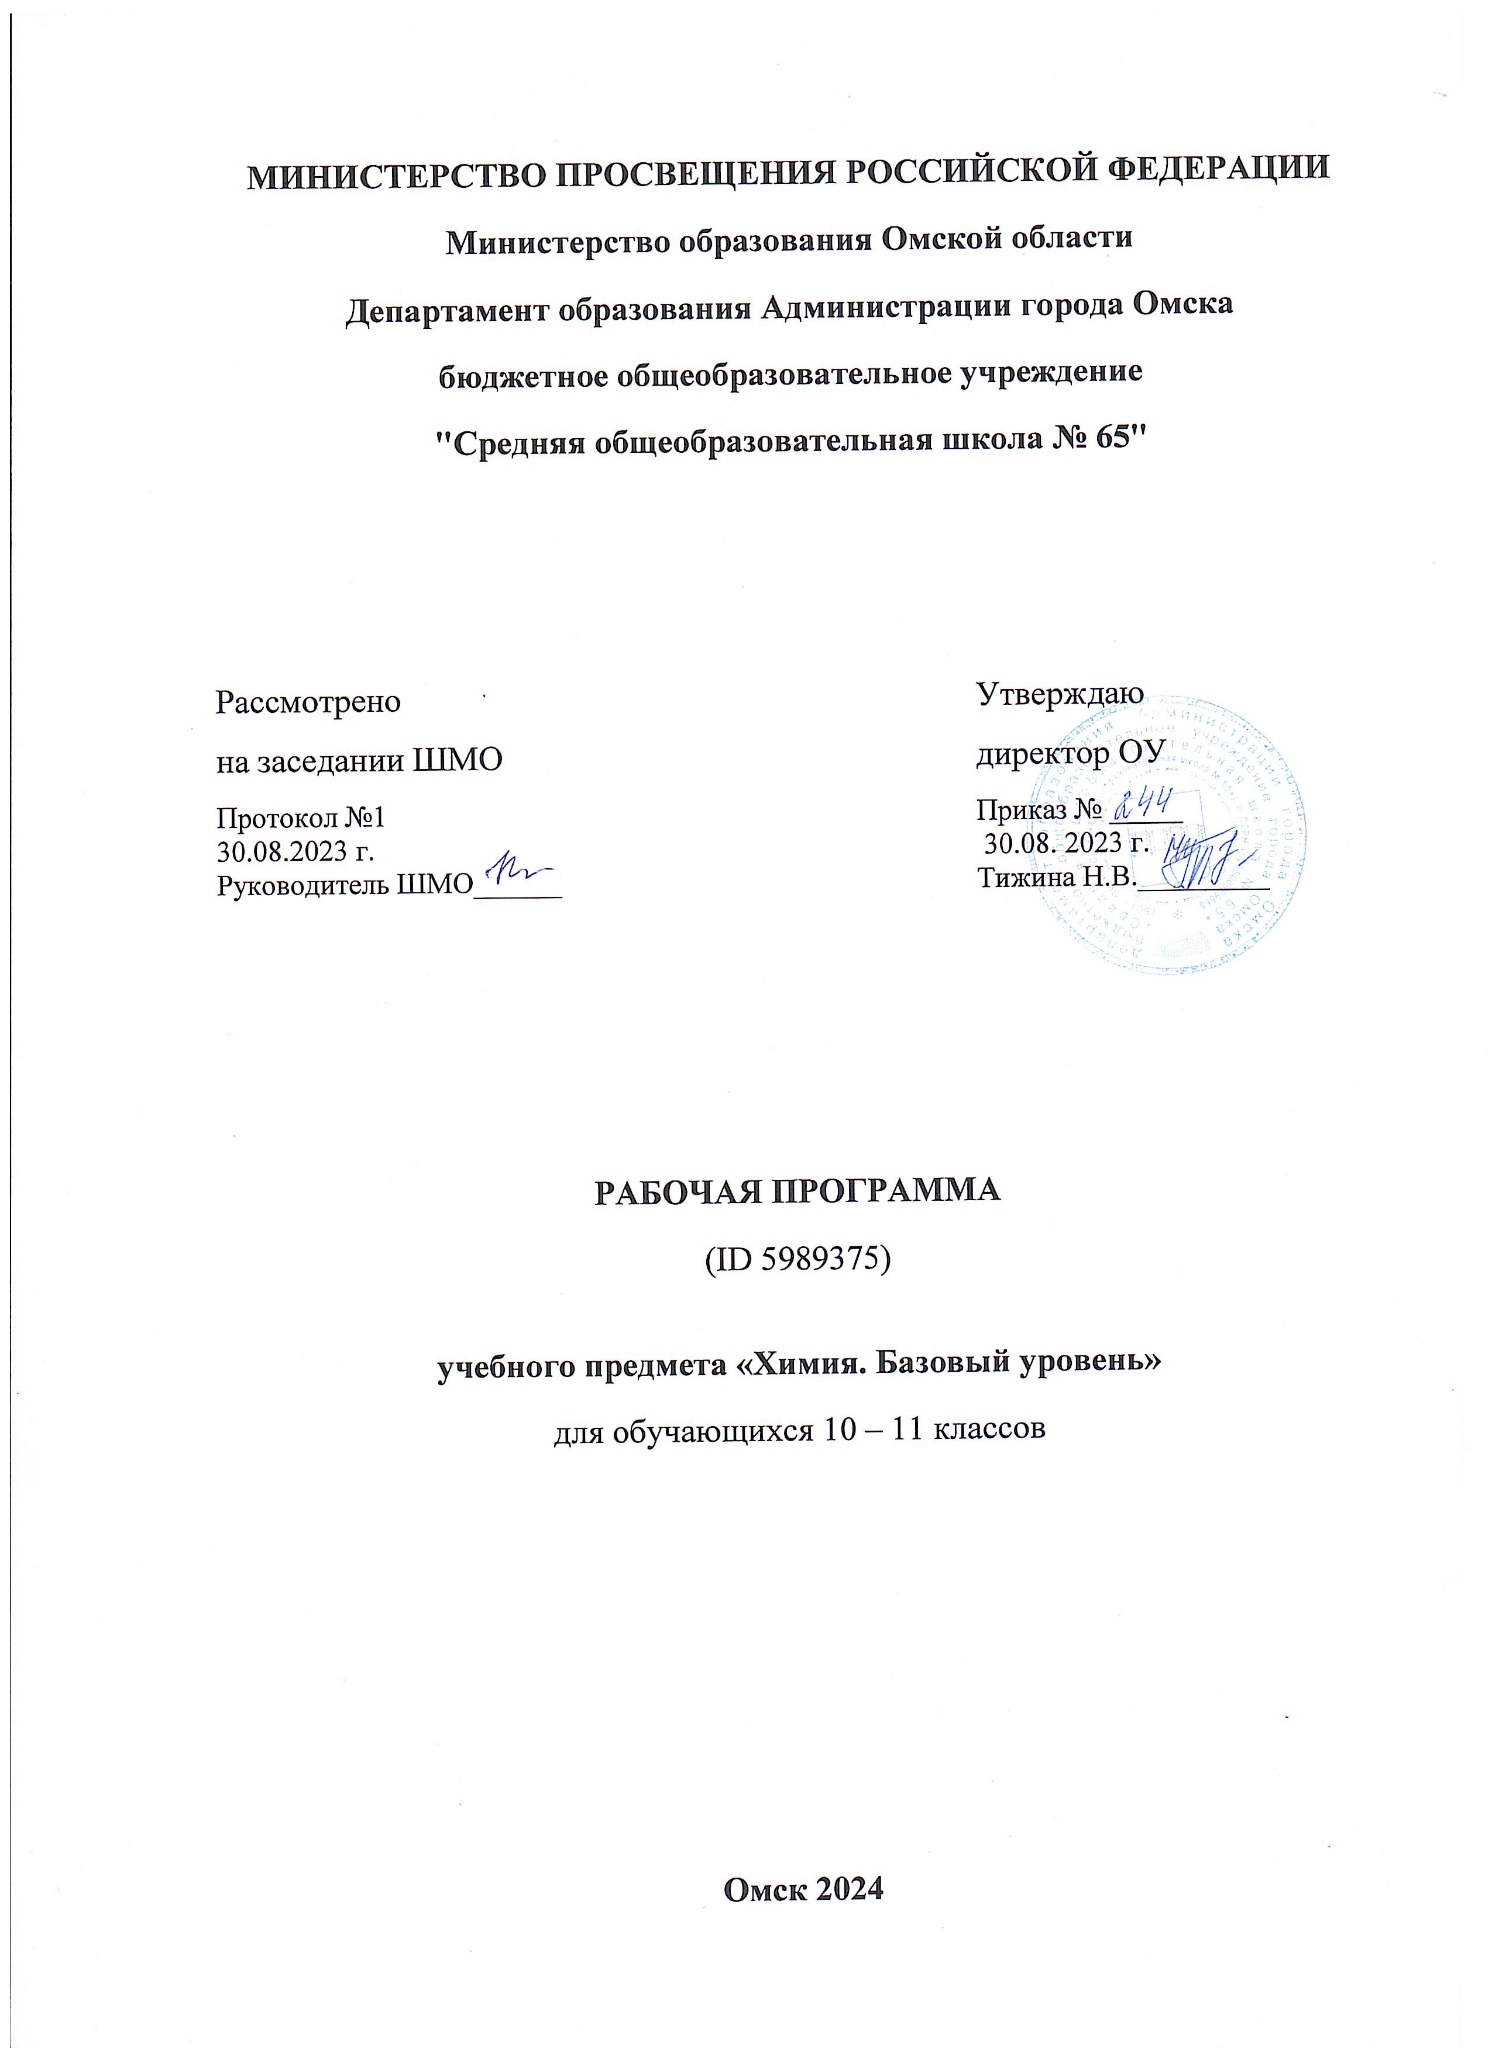 МИНИСТЕРСТВО ПРОСВЕЩЕНИЯ РОССИЙСКОЙ ФЕДЕРАЦИИ
Министерство образования Омской области
Департамент образования Администрации города Омска
бюджетное общеобразовательное учреждение
"Средняя общеобразовательная школа № 65"
Рассмотрено
на заседании ШМО
Протокол №1
30.08.2023 г.
Руководитель ШМО______
Утверждаю
директор ОУ
Приказ № 244
30.08. 2023 г.
Тижина Н.В._________
РАБОЧАЯ ПРОГРАММА
(ID 5989375)
учебного предмета «Химия. Базовый уровень»
для обучающихся 10 – 11 классов
Омск 2024